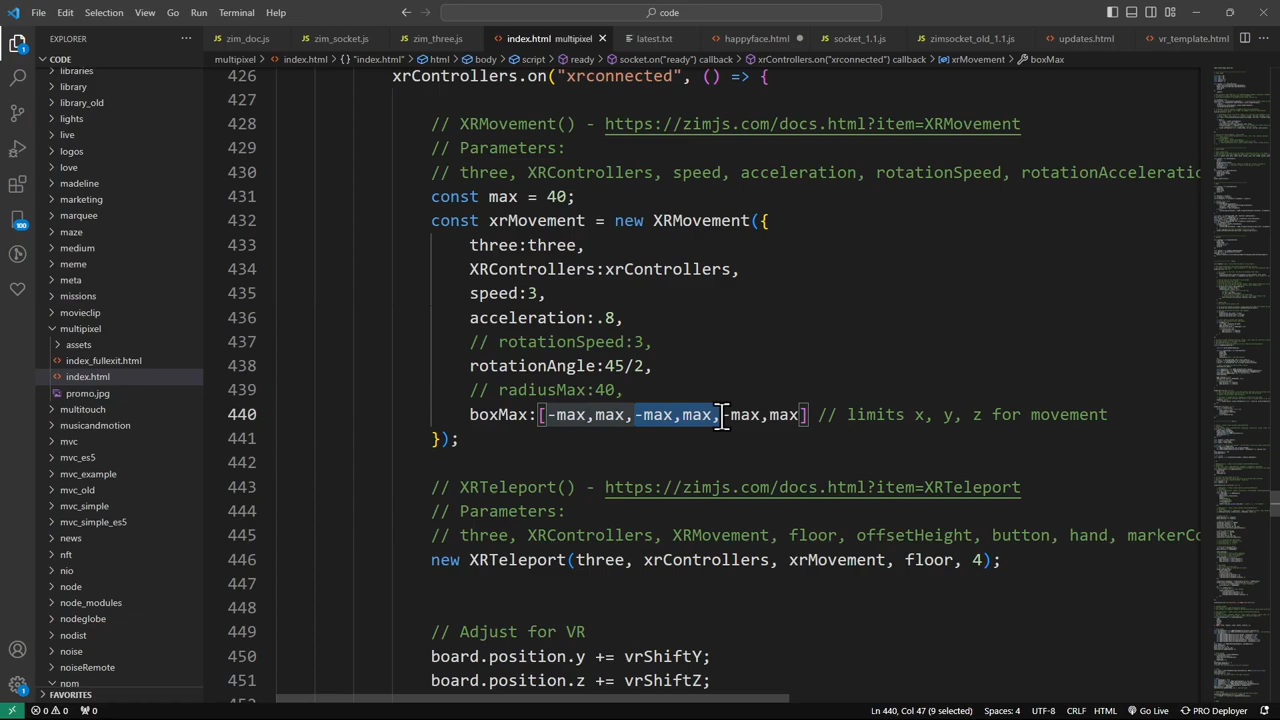 File Edit Selection View Go Run Terminal Help
code
EXPLORER
zim_doc.js
zim_socket.js
zim_three.js
index.html multipixel
latest.txt
happyface.html
socket_1.1.js
zimsocket_old_1.1.js
updates.html
vr_template.html
multipixel > index.html > "index.html" > html > body > script > ready > socket.on("ready") callback > xrControllers.on("xrconnected") callback > xrMovement > boxMax
CODE
libraries
library
library_old
lights
live
logos
love
madeline
marketing
marquee
maze
medium
meme
meta
missions
movieclip
multipixel
assets
index_fullexit.html
index.html
promo.jpg
multitouch
musicandmotion
mvc
mvc_es5
mvc_example
mvc_old
mvc_simple
mvc_simple_es5
news
nft
nio
node
node_modules
nodeglobe
nodist
noise
noiseRemote
npm
FAVORITES
1
100
1
426 xrControllers.on("xrconnected", () => {
427
428 // XRMovement() - https://zimjs.com/docs.html?item=XRMovement
429 // Parameters:
430 // three, XRControllers, speed, acceleration, rotationSpeed, rotationAcceleration
431 const max = 40;
432 const xrMovement = new XRMovement({
433 three:three,
434 XRControllers:xrControllers,
435 speed:3,
436 acceleration:.8,
437 // rotationSpeed:3,
438 rotationAngle:45/2,
439 // radiusMax:40,
440 boxMax:[-max,max,-max,max,-max,max] // limits x, y, z for movement
441 });
442
443 // XRTeleport() - https://zimjs.com/docs.html?item=XRTeleport
444 // Parameters:
445 // three, XRControllers, XRMovement, floor, offsetHeight, button, hand, markerCo
446 new XRTeleport(three, xrControllers, xrMovement, floor, 4);
447
448
449 // Adjust for VR
450 board.position.y += vrShiftY;
451 board.position.z += vrShiftZ;
0 0 0
Ln 440, Col 47 (9 selected) Spaces: 4 UTF-8 CRLF HTML Go Live PRO Deployer